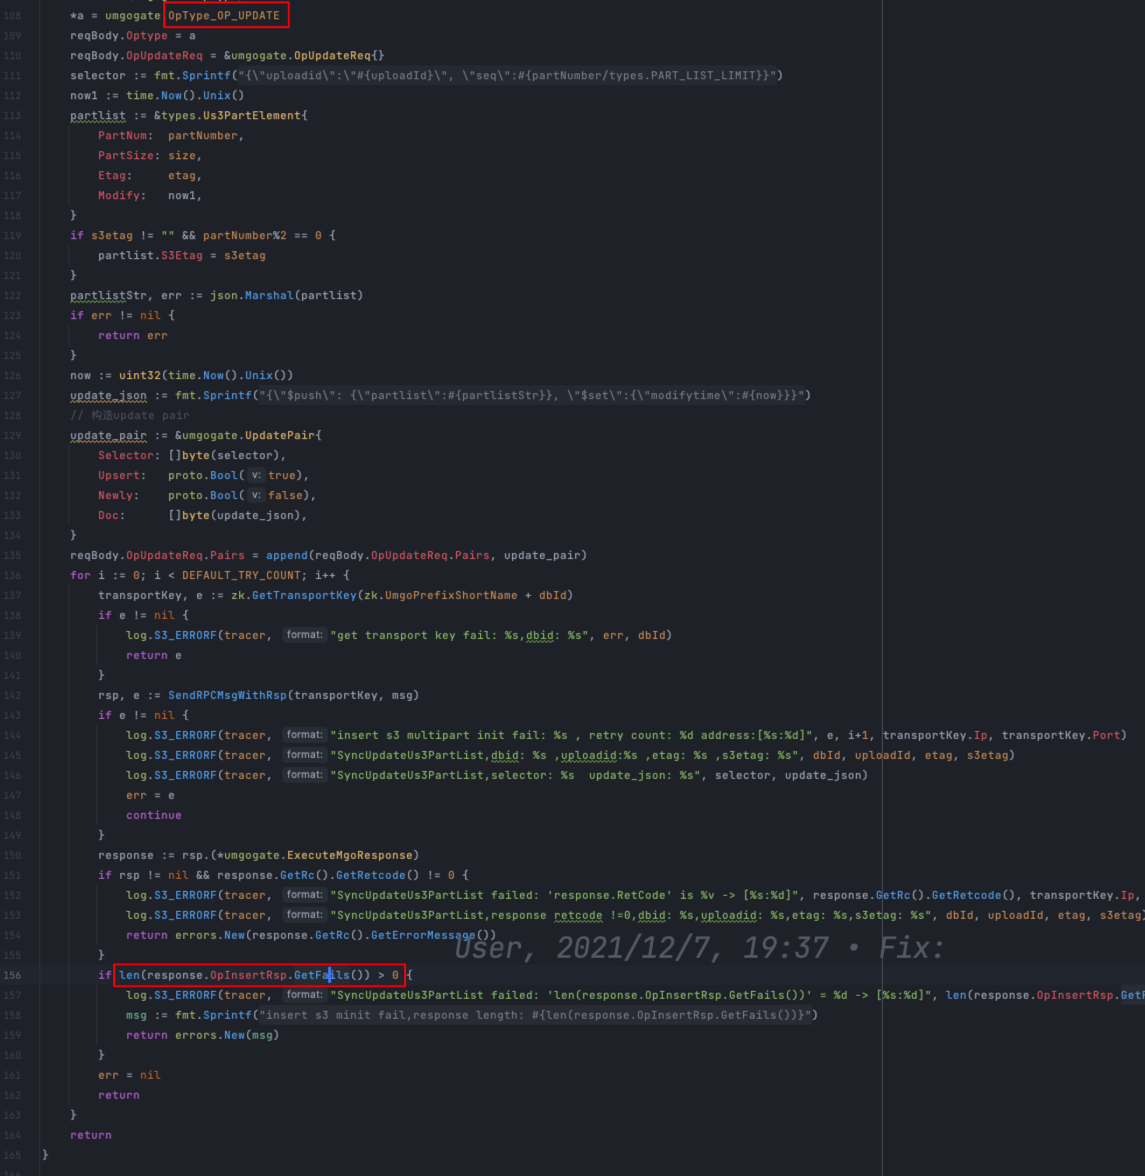 108 *a = umgogate.OpType_OP_UPDATE
109 reqBody.Optype = a
110 reqBody.OpUpdateReq = &umgogate.OpUpdateReq{}
111 selector := fmt.Sprintf("{\"uploadid\":\"#{uploadId}\", \"seq\":#{partNumber/types.PART_LIST_LIMIT}}")
112 now1 := time.Now().Unix()
113 partlist := &types.Us3PartElement{
114 PartNum: partNumber,
115 PartSize: size,
116 Etag: etag,
117 Modify: now1,
118 }
119 if s3etag != "" && partNumber%2 == 0 {
120 partlist.S3Etag = s3etag
121 }
122 partlistStr, err := json.Marshal(partlist)
123 if err != nil {
124 return err
125 }
126 now := uint32(time.Now().Unix())
127 update_json := fmt.Sprintf("{\"$push\": {\"partlist\":#{partlistStr}}, \"$set\":{\"modifytime\":#{now}}}")
128 // 构造update pair
129 update_pair := &umgogate.UpdatePair{
130 Selector: []byte(selector),
131 Upsert: proto.Bool( v: true),
132 Newly: proto.Bool( v: false),
133 Doc: []byte(update_json),
134 }
135 reqBody.OpUpdateReq.Pairs = append(reqBody.OpUpdateReq.Pairs, update_pair)
136 for i := 0; i < DEFAULT_TRY_COUNT; i++ {
137 transportKey, e := zk.GetTransportKey(zk.UmgoPrefixShortName + dbId)
138 if e != nil {
139 log.S3_ERRORF(tracer, format: "get transport key fail: %s,dbid: %s", err, dbId)
140 return e
141 }
142 rsp, e := SendRPCMsgWithRsp(transportKey, msg)
143 if e != nil {
144 log.S3_ERRORF(tracer, format: "insert s3 multipart init fail: %s , retry count: %d address:[%s:%d]", e, i+1, transportKey.Ip, transportKey.Port)
145 log.S3_ERRORF(tracer, format: "SyncUpdateUs3PartList,dbid: %s ,uploadid:%s ,etag: %s ,s3etag: %s", dbId, uploadId, etag, s3etag)
146 log.S3_ERRORF(tracer, format: "SyncUpdateUs3PartList,selector: %s  update_json: %s", selector, update_json)
147 err = e
148 continue
149 }
150 response := rsp.(*umgogate.ExecuteMgoResponse)
151 if rsp != nil && response.GetRc().GetRetcode() != 0 {
152 log.S3_ERRORF(tracer, format: "SyncUpdateUs3PartList failed: 'response.RetCode' is %v -> [%s:%d]", response.GetRc().GetRetcode(), transportKey.Ip,
153 log.S3_ERRORF(tracer, format: "SyncUpdateUs3PartList,response retcode !=0,dbid: %s,uploadid: %s,etag: %s,s3etag: %s", dbId, uploadId, etag, s3etag)
154 return errors.New(response.GetRc().GetErrorMessage())
User, 2021/12/7, 19:37 • Fix:
155 }
156 if len(response.OpInsertRsp.GetFails()) > 0 {
157 log.S3_ERRORF(tracer, format: "SyncUpdateUs3PartList failed: 'len(response.OpInsertRsp.GetFails())' = %d -> [%s:%d]", len(response.OpInsertRsp.GetF
158 msg := fmt.Sprintf("insert s3 minit fail,response length: #{len(response.OpInsertRsp.GetFails())}")
159 return errors.New(msg)
160 }
161 err = nil
162 return
163 }
164 return
165 }